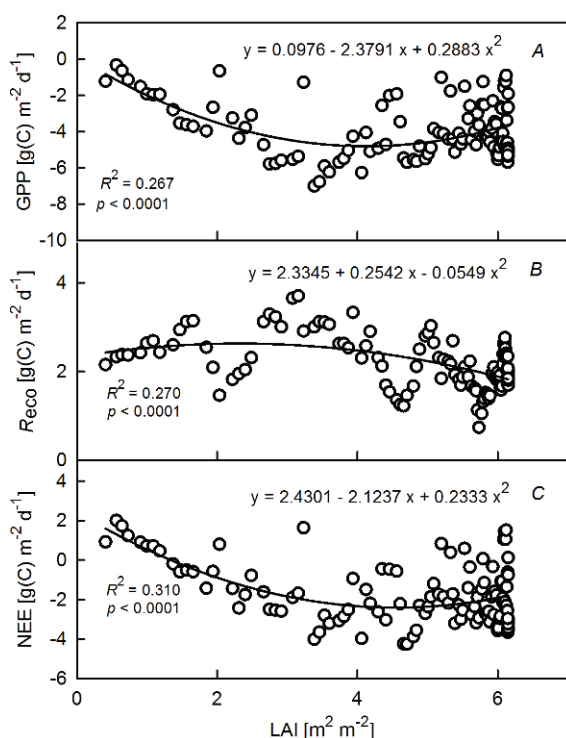 2
0
-2
-4
-6
-8
-10
GPP [g(C) m⁻² d⁻¹]
y = 0.0976 - 2.3791 x + 0.2883 x²
A
R² = 0.267
p < 0.0001
4
2
0
Reco [g(C) m⁻² d⁻¹]
y = 2.3345 + 0.2542 x - 0.0549 x²
B
R² = 0.270
p < 0.0001
4
2
0
-2
-4
-6
NEE [g(C) m⁻² d⁻¹]
y = 2.4301 - 2.1237 x + 0.2333 x²
C
R² = 0.310
p < 0.0001
0 2 4 6
LAI [m² m⁻²]